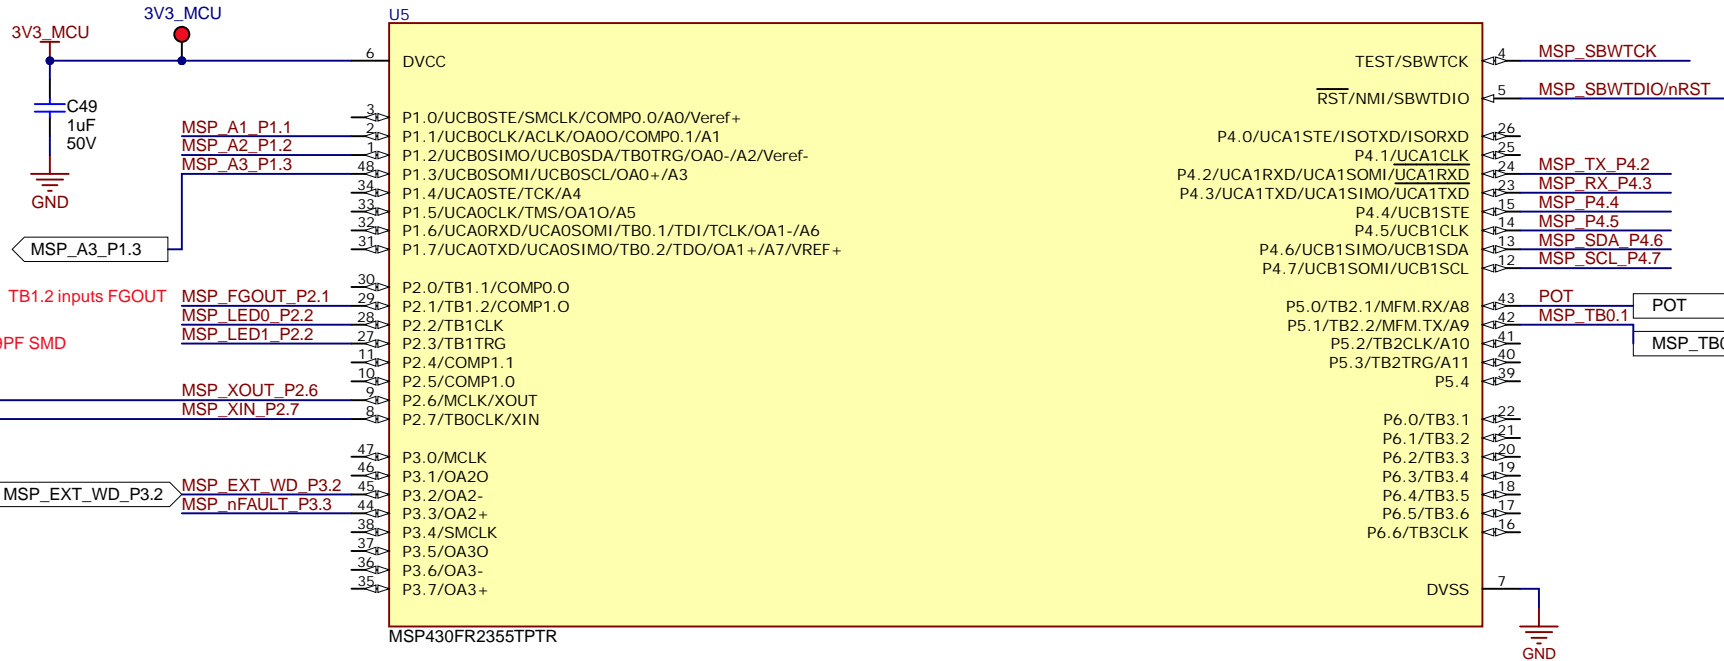 3V3_MCU
3V3_MCU
C49
1uF
50V
GND
U5
6 DVCC
3 P1.0/UCB0STE/SMCLK/COMP0.0/A0/Veref+
MSP_A1_P1.1 2 P1.1/UCB0CLK/ACLK/OA0O/COMP0.1/A1
MSP_A2_P1.2 1 P1.2/UCB0SIMO/UCB0SDA/TB0TRG/OA0-/A2/Veref-
MSP_A3_P1.3 48 P1.3/UCB0SOMI/UCB0SCL/OA0+/A3
34 P1.4/UCA0STE/TCK/A4
33 P1.5/UCA0CLK/TMS/OA1O/A5
32 P1.6/UCA0RXD/UCA0SOMI/TB0.1/TDI/TCLK/OA1-/A6
31 P1.7/UCA0TXD/UCA0SIMO/TB0.2/TDO/OA1+/A7/VREF+
MSP_A3_P1.3
30 P2.0/TB1.1/COMP0.O
TB1.2 inputs FGOUT MSP_FGOUT_P2.1 29 P2.1/TB1.2/COMP1.O
MSP_LED0_P2.2 28 P2.2/TB1CLK
9PF SMD MSP_LED1_P2.2 27 P2.3/TB1TRG
11 P2.4/COMP1.1
10 P2.5/COMP1.0
MSP_XOUT_P2.6 9 P2.6/MCLK/XOUT
MSP_XIN_P2.7 8 P2.7/TB0CLK/XIN
47 P3.0/MCLK
46 P3.1/OA2O
MSP_EXT_WD_P3.2 MSP_EXT_WD_P3.2 45 P3.2/OA2-
MSP_nFAULT_P3.3 44 P3.3/OA2+
38 P3.4/SMCLK
37 P3.5/OA3O
36 P3.6/OA3-
35 P3.7/OA3+
TEST/SBWTCK 4 MSP_SBWTCK
RST/NMI/SBWTDIO 5 MSP_SBWTDIO/nRST
P4.0/UCA1STE/ISOTXD/ISORXD 26
P4.1/UCA1CLK 25
P4.2/UCA1RXD/UCA1SOMI/UCA1RXD 24 MSP_TX_P4.2
P4.3/UCA1TXD/UCA1SIMO/UCA1TXD 23 MSP_RX_P4.3
P4.4/UCB1STE 15 MSP_P4.4
P4.5/UCB1CLK 14 MSP_P4.5
P4.6/UCB1SIMO/UCB1SDA 13 MSP_SDA_P4.6
P4.7/UCB1SOMI/UCB1SCL 12 MSP_SCL_P4.7
P5.0/TB2.1/MFM.RX/A8 43 POT POT
P5.1/TB2.2/MFM.TX/A9 42 MSP_TB0.1
P5.2/TB2CLK/A10 41 MSP_TB0
P5.3/TB2TRG/A11 40
P5.4 39
P6.0/TB3.1 22
P6.1/TB3.2 21
P6.2/TB3.3 20
P6.3/TB3.4 19
P6.4/TB3.5 18
P6.5/TB3.6 17
P6.6/TB3CLK 16
DVSS 7
GND
MSP430FR2355TPTR